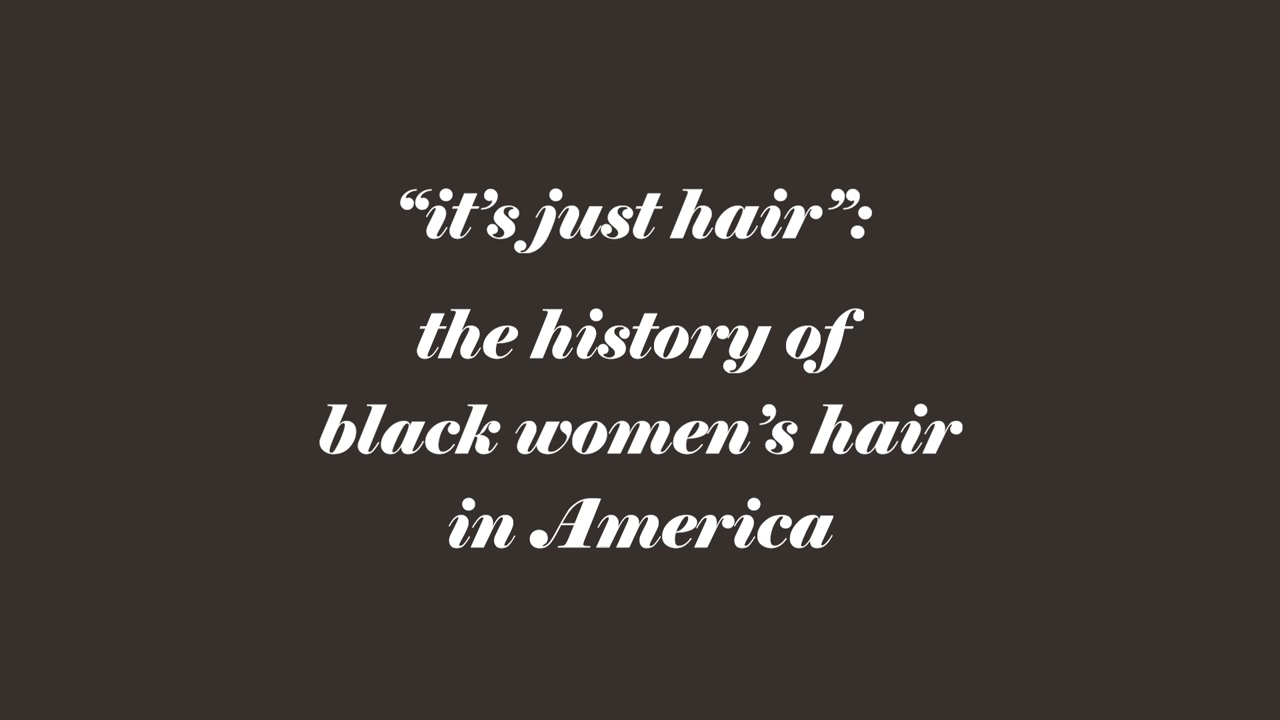 “it’s just hair”:
the history of
black women’s hair
in America